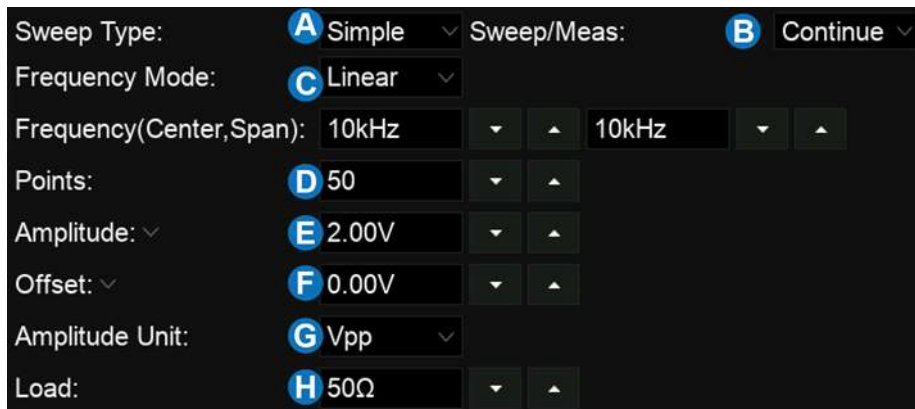 Sweep Type: A Simple Sweep/Meas: B Continue
Frequency Mode: C Linear
Frequency(Center,Span): 10kHz 10kHz
Points: D 50
Amplitude: E 2.00V
Offset: F 0.00V
Amplitude Unit: G Vpp
Load: H 50Ω